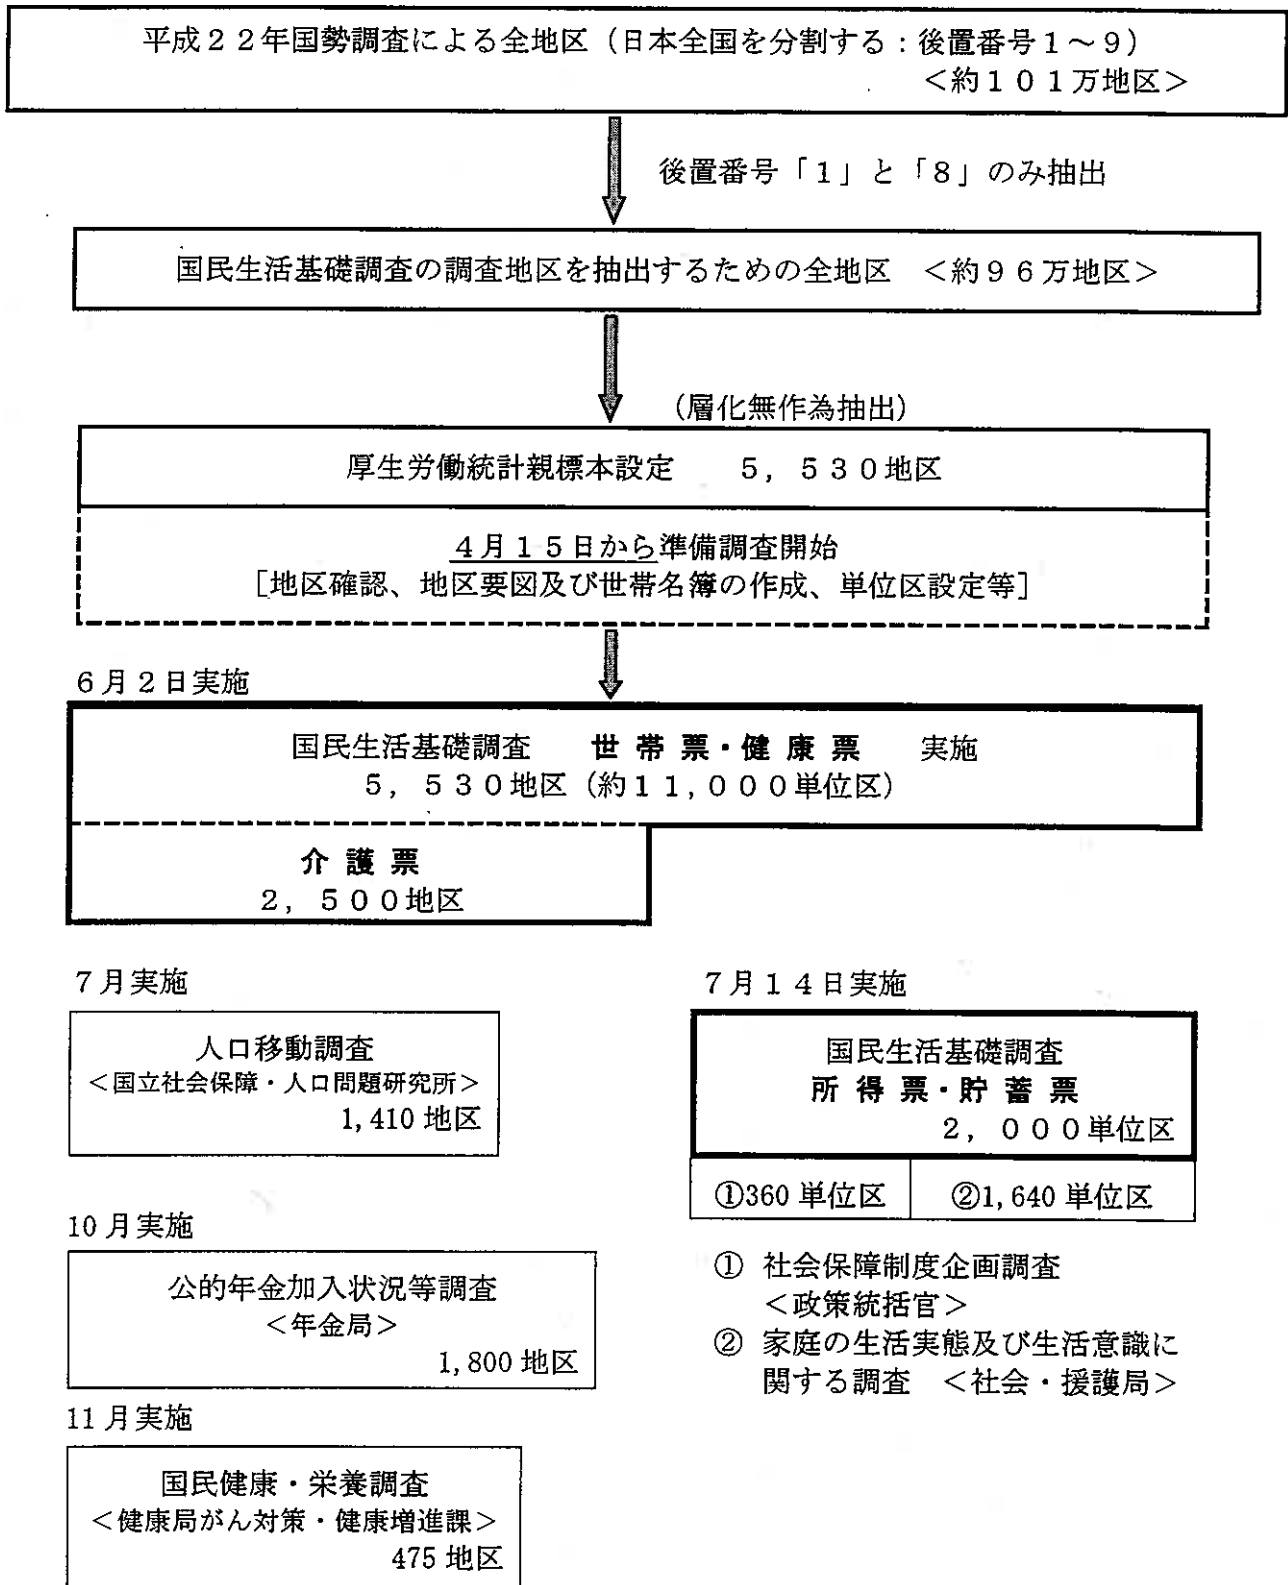 平成２２年国勢調査による全地区（日本全国を分割する：後置番号１～９）
＜約１０１万地区＞
後置番号「１」と「８」のみ抽出
国民生活基礎調査の調査地区を抽出するための全地区　＜約９６万地区＞
（層化無作為抽出）
厚生労働統計親標本設定　　５，５３０地区
４月１５日から準備調査開始
［地区確認、地区要図及び世帯名簿の作成、単位区設定等］
６月２日実施
国民生活基礎調査　世帯票・健康票　実施
５，５３０地区（約１１,０００単位区）
介護票
２，５００地区
７月実施
人口移動調査
＜国立社会保障・人口問題研究所＞
1,410 地区
７月１４日実施
国民生活基礎調査
所得票・貯蓄票
２，０００単位区
①360 単位区
②1,640 単位区
10 月実施
公的年金加入状況等調査
＜年金局＞
1,800 地区
① 社会保障制度企画調査
＜政策統括官＞
② 家庭の生活実態及び生活意識に
関する調査　＜社会・援護局＞
11 月実施
国民健康・栄養調査
＜健康局がん対策・健康増進課＞
475 地区